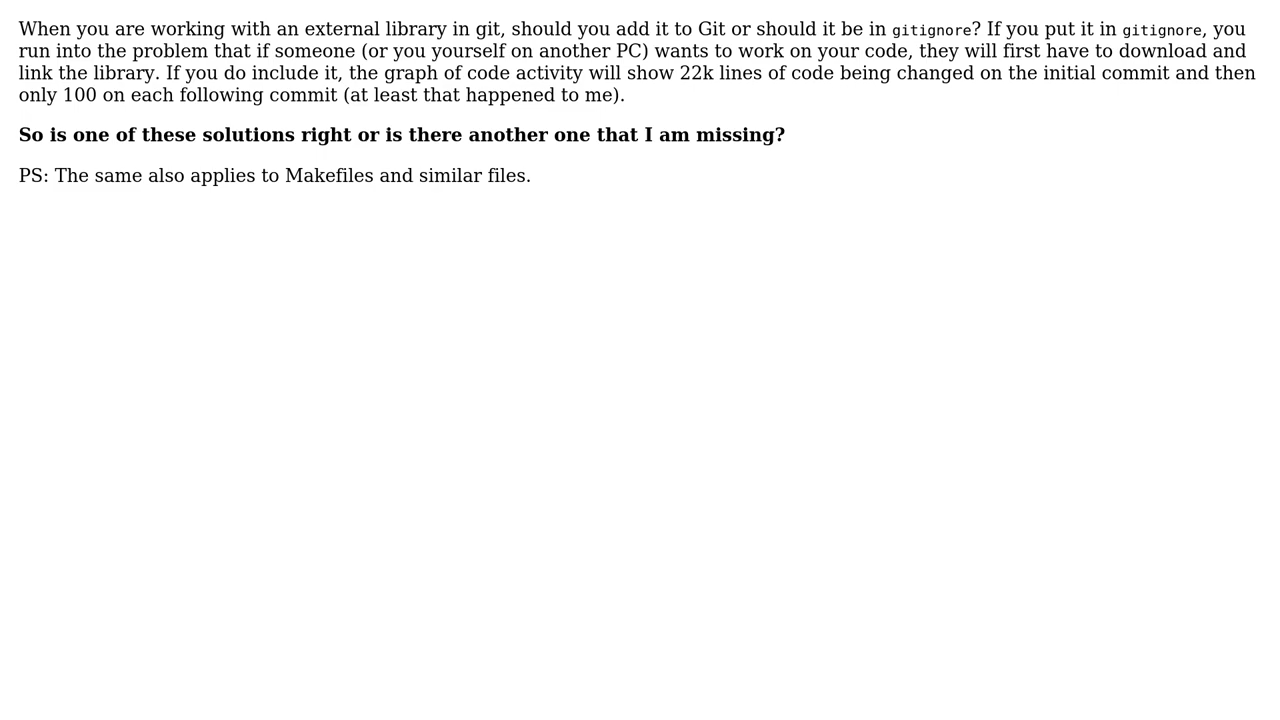 When you are working with an external library in git, should you add it to Git or should it be in gitignore? If you put it in gitignore, you
run into the problem that if someone (or you yourself on another PC) wants to work on your code, they will first have to download and
link the library. If you do include it, the graph of code activity will show 22k lines of code being changed on the initial commit and then
only 100 on each following commit (at least that happened to me).
So is one of these solutions right or is there another one that I am missing?
PS: The same also applies to Makefiles and similar files.